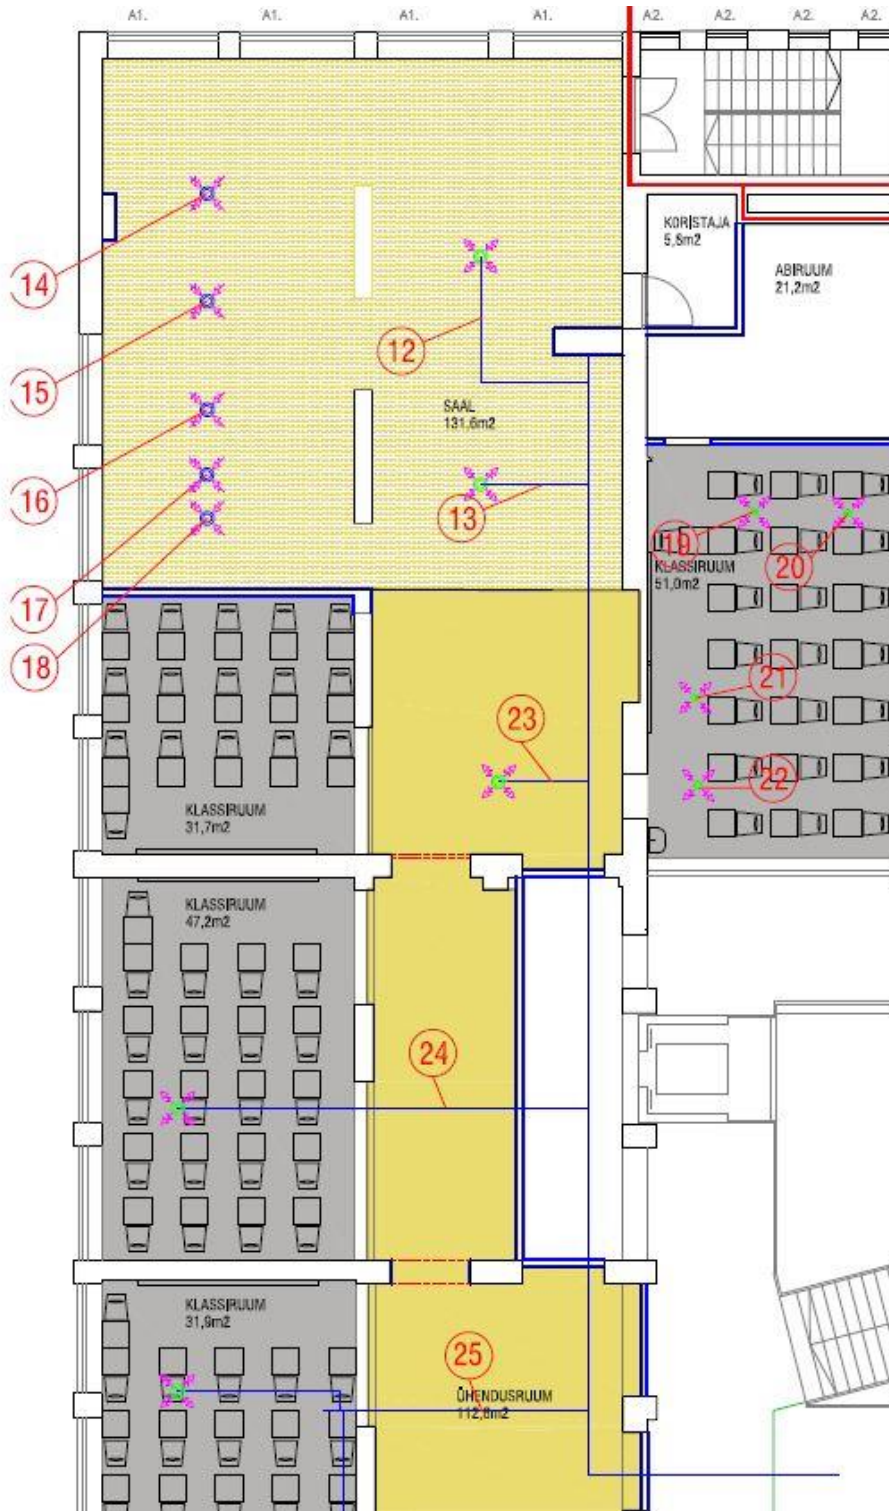 A1.
A1.
A1.
A1.
A2.
A2.
A2.
A2.
KORISTAJA
5,6m2
ABIRUUM
21,2m2
14
12
15
SAAL
131,6m2
16
13
19
20
KLASSIRUUM
51,0m2
17
18
21
23
22
KLASSIRUUM
31,7m2
KLASSIRUUM
47,2m2
24
KLASSIRUUM
31,9m2
25
ÜHENDUSRUUM
112,6m2